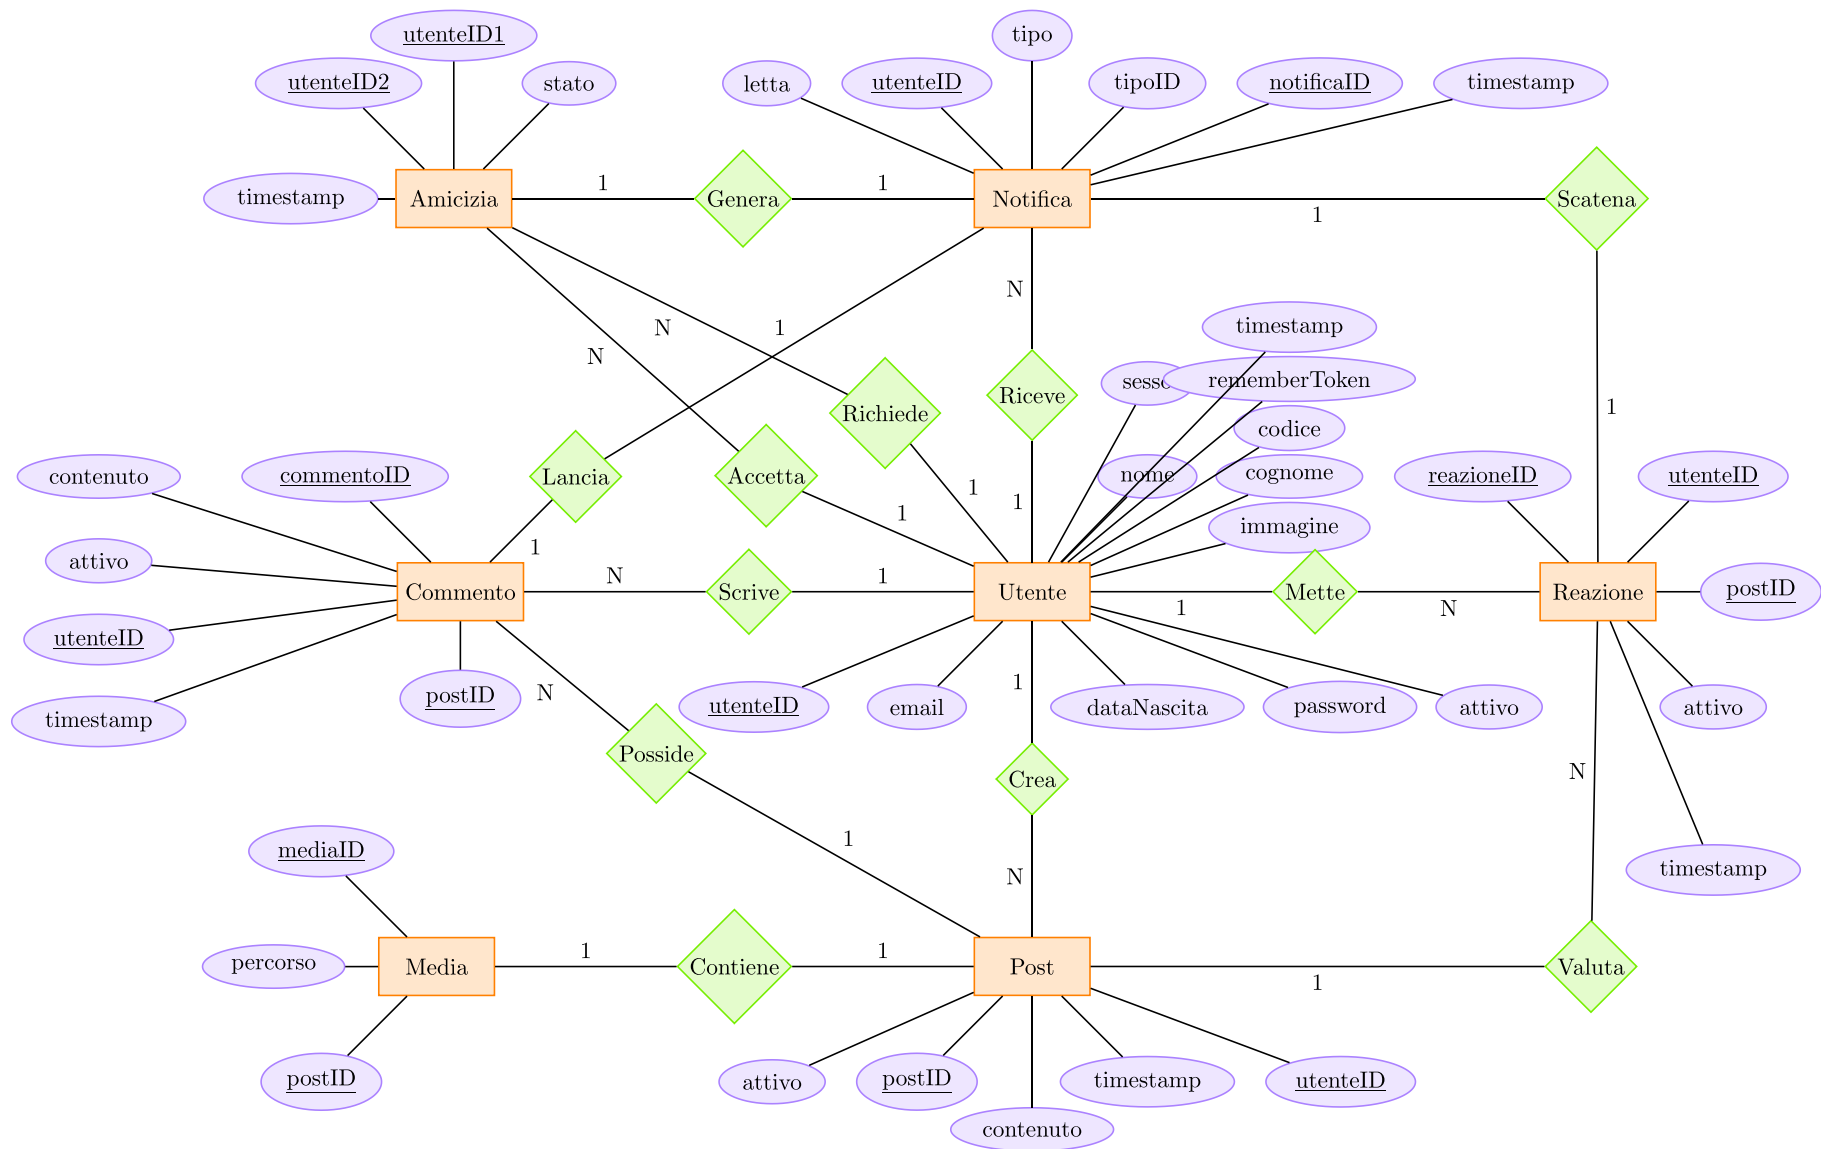 utenteID1
tipo
utenteID2
stato
letta
utenteID
tipoID
notificaID
timestamp
timestamp
Amicizia
1
Genera
1
Notifica
1
Scatena
N
timestamp
N
1
N
sesso
rememberToken
Riceve
1
Richiede
codice
contenuto
commentoID
Lancia
Accetta
nome
cognome
reazioneID
utenteID
1
1
1
immagine
1
attivo
N
1
Commento
Scrive
Utente
1
Mette
N
Reazione
postID
utenteID
timestamp
postID
N
1
utenteID
email
dataNascita
password
attivo
attivo
Posside
Crea
N
1
mediaID
N
timestamp
percorso
Media
1
Contiene
1
Post
1
Valuta
postID
attivo
postID
timestamp
utenteID
contenuto